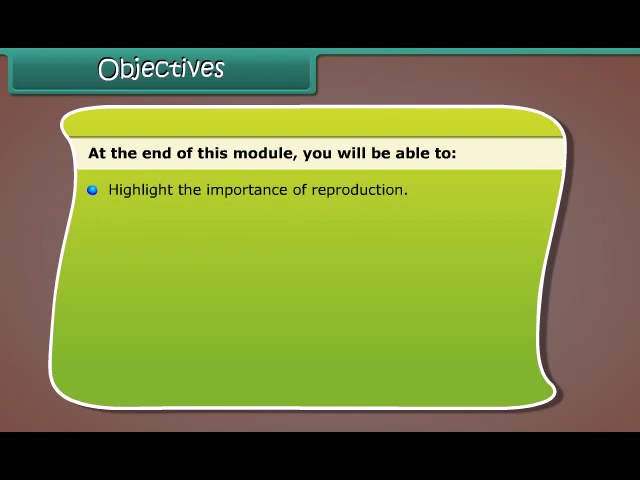 Objectives
At the end of this module, you will be able to:
Highlight the importance of reproduction.